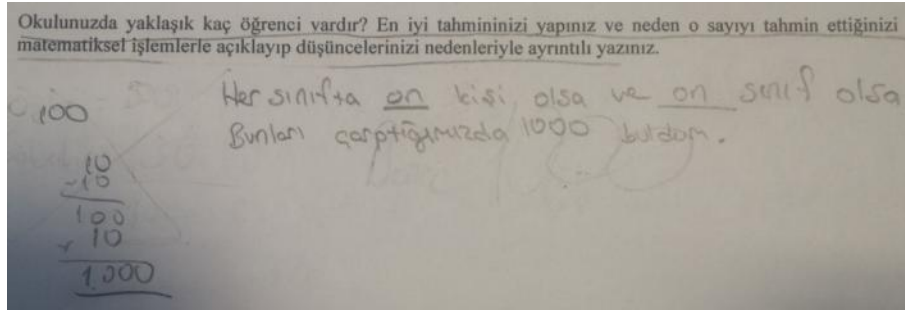 Okulunuzda yaklaşık kaç öğrenci vardır? En iyi tahmininizi yapınız ve neden o sayıyı tahmin ettiğinizi
matematiksel işlemlerle açıklayıp düşüncelerinizi nedenleriyle ayrıntılı yazınız.
Her sınıfta on kişi olsa ve on sınıf olsa
100
Bunları çarptığımızda 1000 buldum.
10
10
100
10
1.000